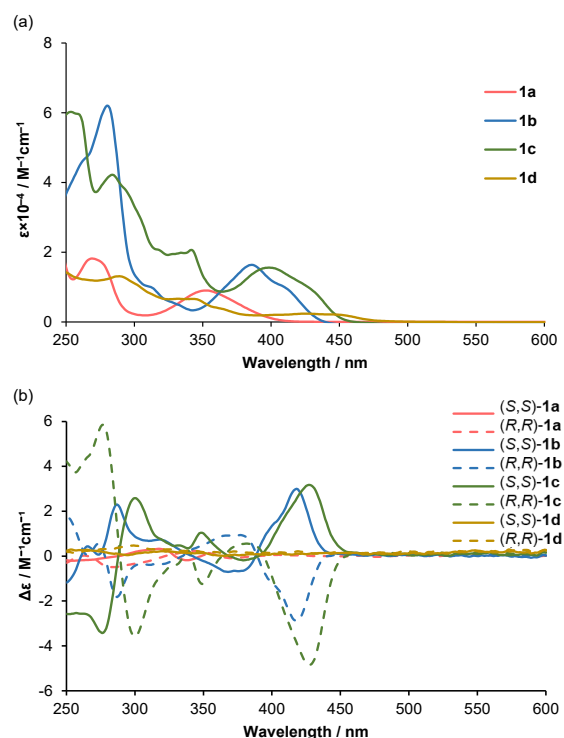 (a)
8
6
4
2
0
ε×10⁻⁴ / M⁻¹cm⁻¹
1a
1b
1c
1d
250 300 350 400 450 500 550 600
Wavelength / nm
(b)
6
4
2
0
-2
-4
-6
Δε / M⁻¹cm⁻¹
(S,S)-1a
(R,R)-1a
(S,S)-1b
(R,R)-1b
(S,S)-1c
(R,R)-1c
(S,S)-1d
(R,R)-1d
250 300 350 400 450 500 550 600
Wavelength / nm